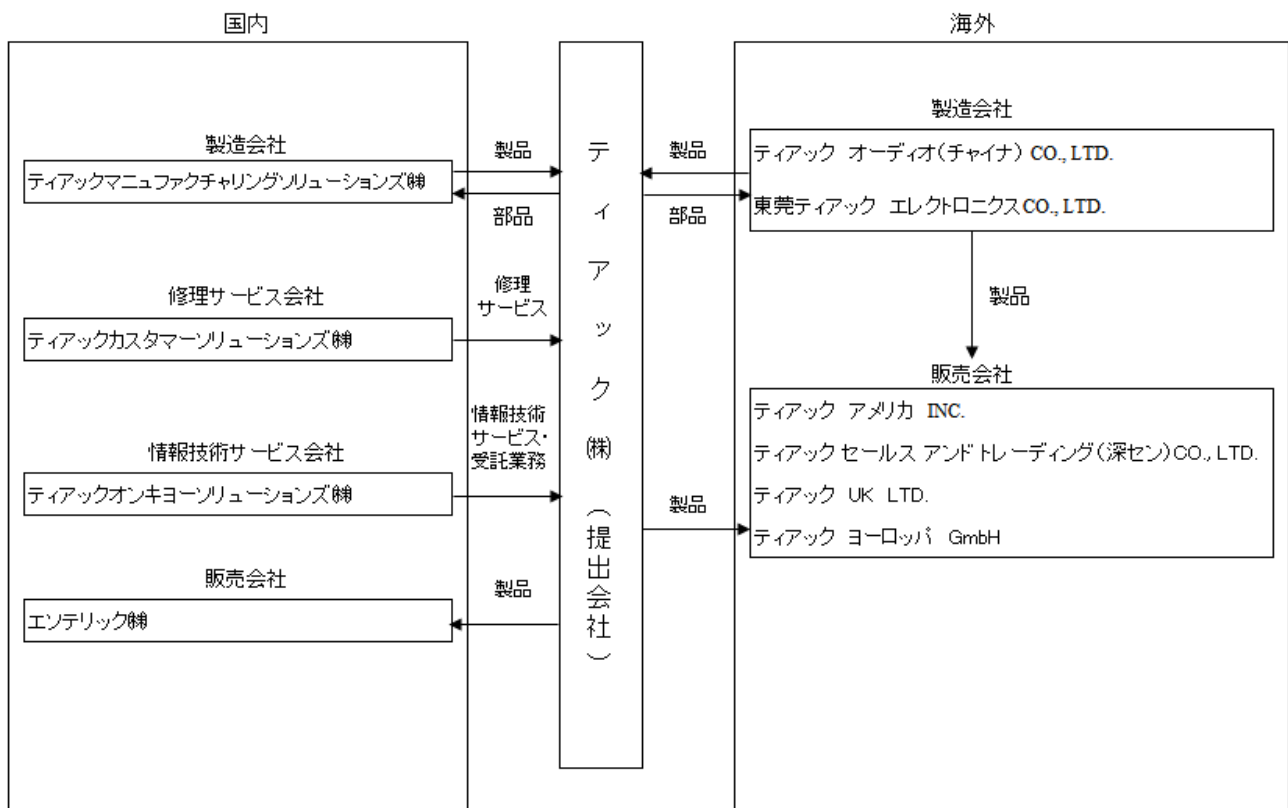 国内
製造会社
ティアックマニュファクチャリングソリューションズ㈱
修理サービス会社
ティアックカスタマーソリューションズ㈱
情報技術サービス会社
ティアックオンキヨーソリューションズ㈱
販売会社
エソテリック㈱
製品
部品
修理
サービス
情報技術
サービス・
受託業務
製品
ティアック㈱（提出会社）
製品
部品
製品
海外
製造会社
ティアック オーディオ（チャイナ） CO., LTD.
東莞ティアック エレクトロニクスCO., LTD.
製品
販売会社
ティアック アメリカ INC.
ティアック セールス アンド トレーディング（深セン）CO., LTD.
ティアック UK LTD.
ティアック ヨーロッパ GmbH